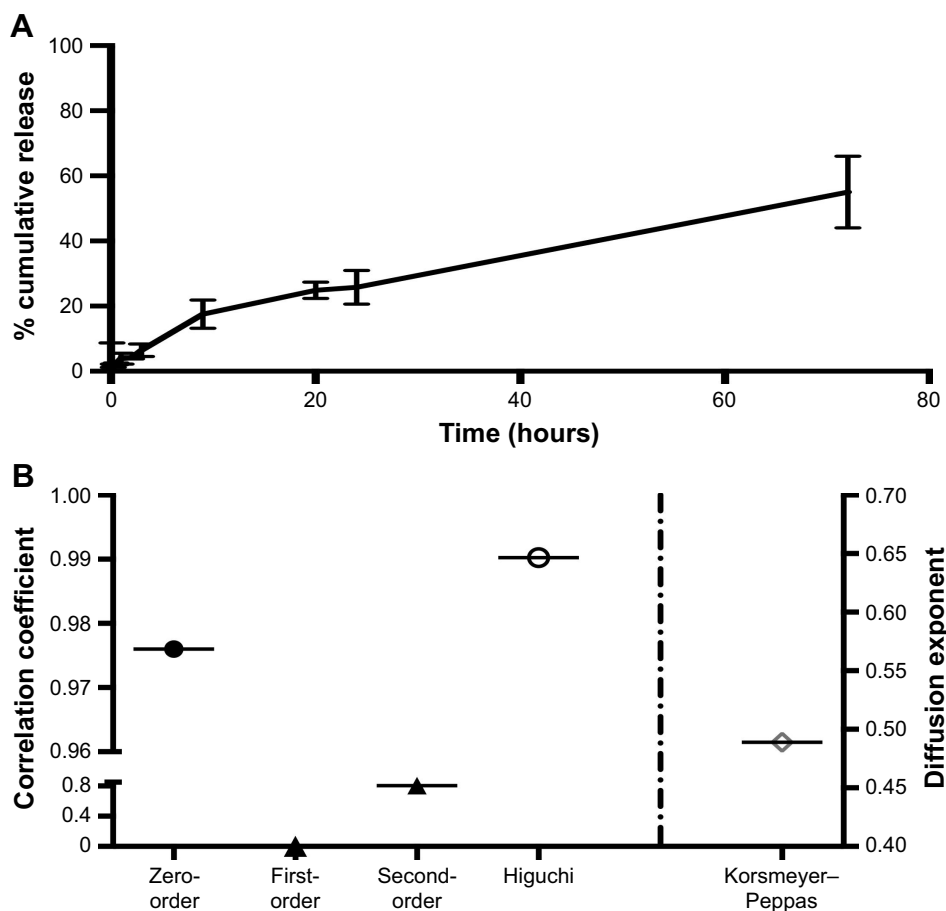 A
% cumulative release
100
80
60
40
20
0
0 20 40 60 80
Time (hours)
B
Correlation coefficient
1.00
0.99
0.98
0.97
0.96
0.8
0.4
0
Diffusion exponent
0.70
0.65
0.60
0.55
0.50
0.45
0.40
Zero-
order
First-
order
Second-
order
Higuchi
Korsmeyer–
Peppas